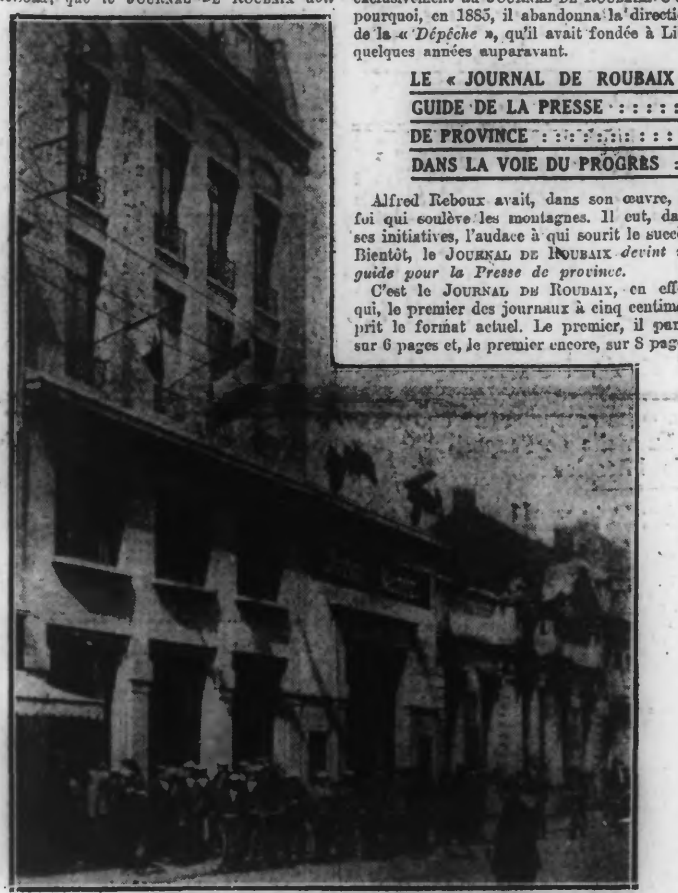 que le JOURNAL DE ROUBAIX doit
pourquoi, en 1885, il abandonna la directi
de la « Dépêche », qu'il avait fondée à Li
quelques années auparavant.
LE « JOURNAL DE ROUBAIX
GUIDE DE LA PRESSE : : : : :
DE PROVINCE : : : : : : : : :
DANS LA VOIE DU PROGRÈS :
Alfred Reboux avait, dans son œuvre,
foi qui soulève les montagnes. Il eut, da
ses initiatives, l'audace à qui sourit le succ
Bientôt, le JOURNAL DE ROUBAIX devint
guide pour la Presse de province.
C'est le JOURNAL DE ROUBAIX, en eff
qui, le premier des journaux à cinq centime
prit le format actuel. Le premier, il par
sur 6 pages et, le premier encore, sur 8 page